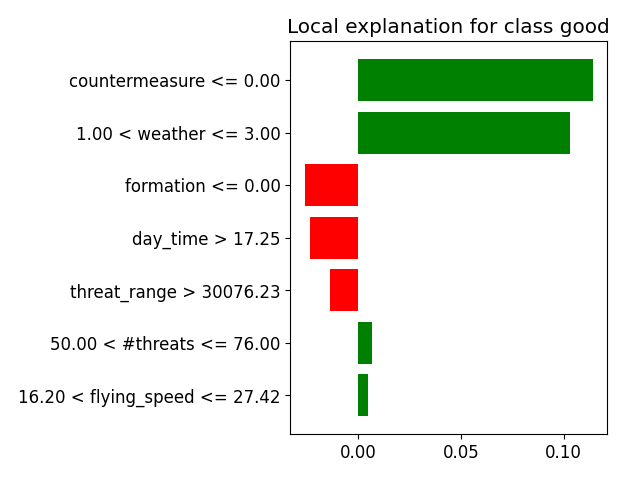 Local explanation for class good
countermeasure <= 0.00
1.00 < weather <= 3.00
formation <= 0.00
day_time > 17.25
threat_range > 30076.23
50.00 < #threats <= 76.00
16.20 < flying_speed <= 27.42
0.00 0.05 0.10